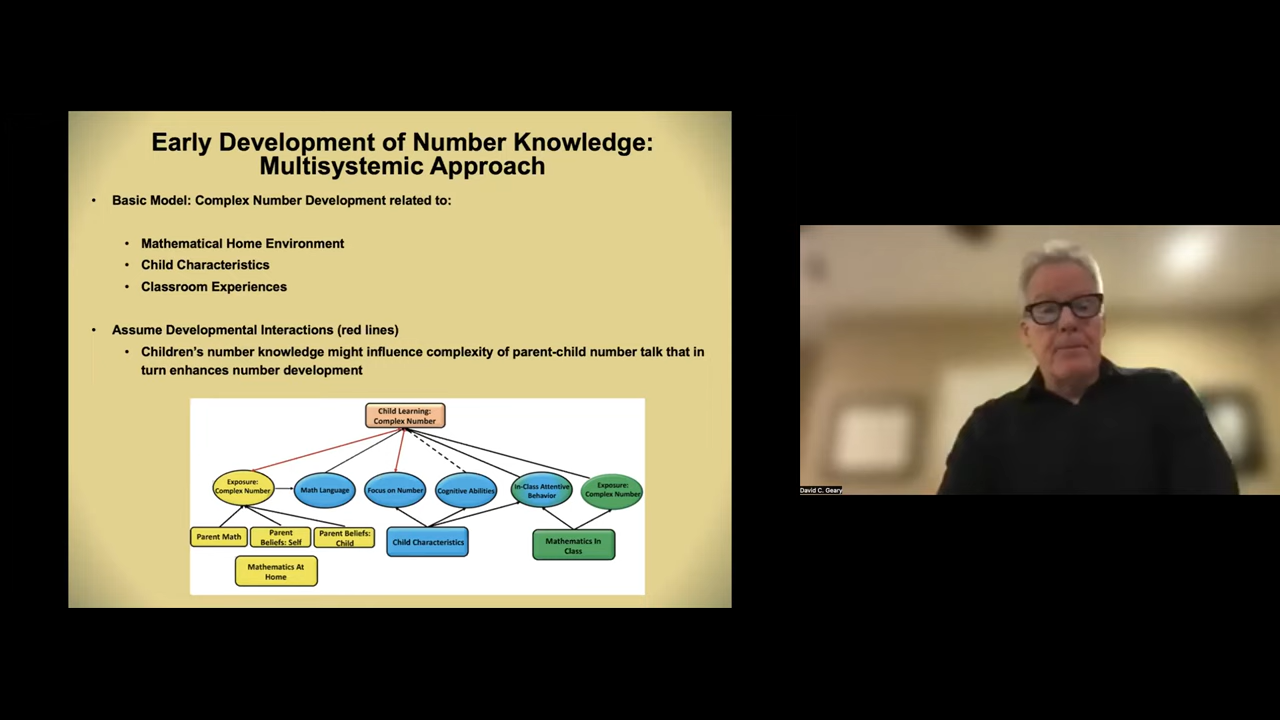 Early Development of Number Knowledge:
Multisystemic Approach
• Basic Model: Complex Number Development related to:
• Mathematical Home Environment
• Child Characteristics
• Classroom Experiences
• Assume Developmental Interactions (red lines)
• Children’s number knowledge might influence complexity of parent-child number talk that in
turn enhances number development
Child Learning:
Complex Number
Exposure:
Complex Number
Math Language
Focus on Number
Cognitive Abilities
In-Class Attentive
Behavior
Exposure:
Complex Number
Parent Math
Parent
Beliefs: Self
Parent Beliefs:
Child
Child Characteristics
Mathematics In
Class
Mathematics At
Home
David C. Geary